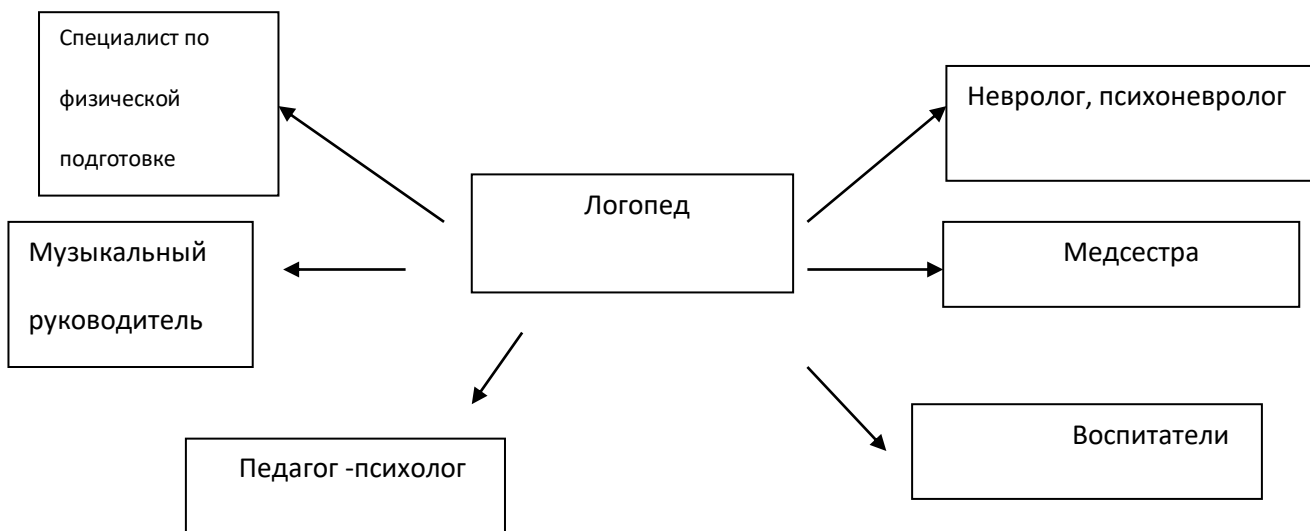 Специалист по
физической
подготовке
Невролог, психоневролог
Логопед
Музыкальный
руководитель
Медсестра
Педагог -психолог
Воспитатели